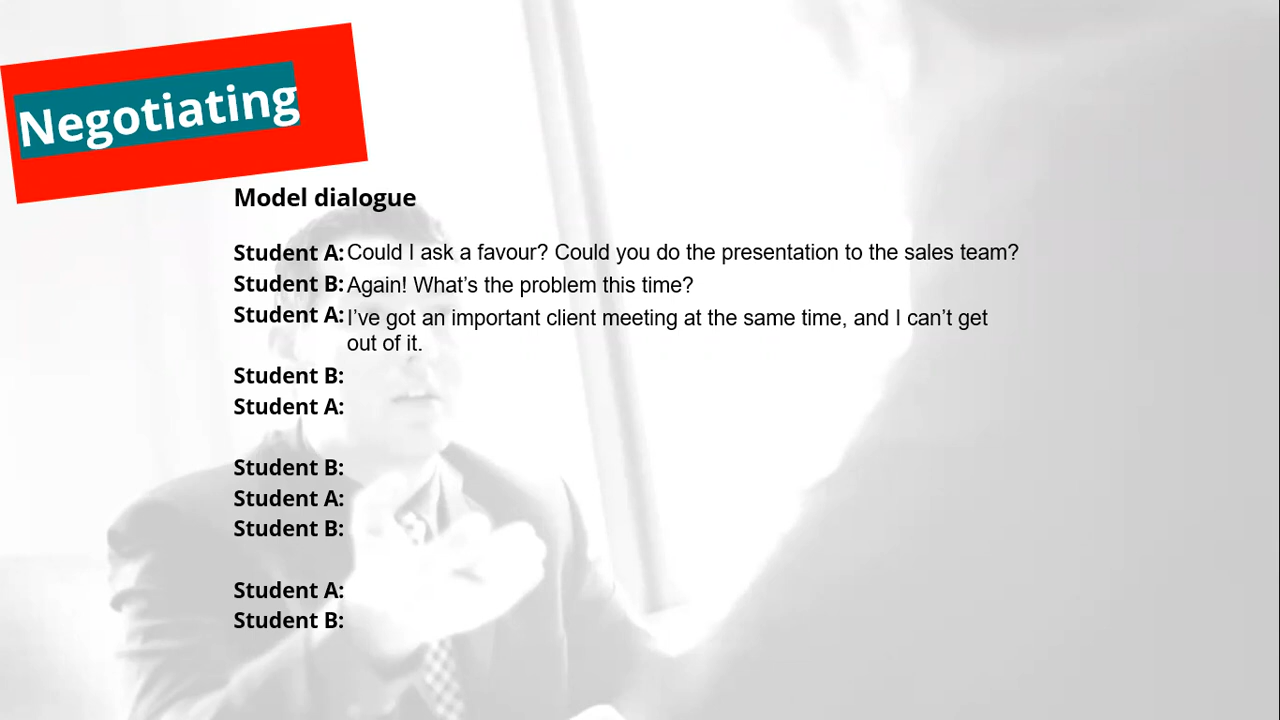 Negotiating
Model dialogue
Student A: Could I ask a favour? Could you do the presentation to the sales team?
Student B: Again! What’s the problem this time?
Student A: I’ve got an important client meeting at the same time, and I can’t get
out of it.
Student B:
Student A:
Student B:
Student A:
Student B:
Student A:
Student B: